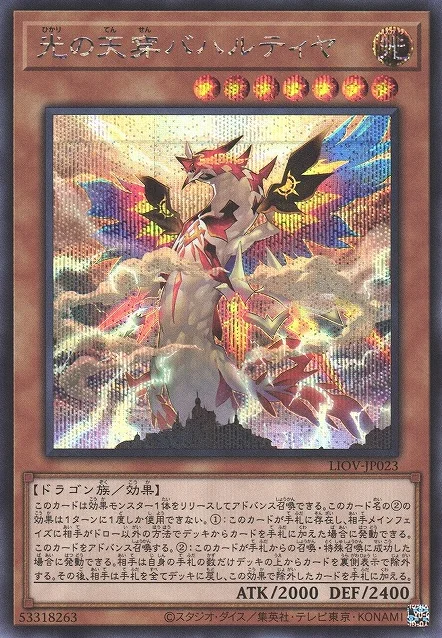 光の天穿バハルティヤ
LIOV-JP023
【ドラゴン族/効果】
このカードは効果モンスター1体をリリースしてアドバンス召喚できる。このカード名の②の
効果は1ターンに1度しか使用できない。①:このカードが手札に存在し、相手メインフェ
イズに相手がドロー以外の方法でデッキからカードを手札に加えた場合に発動できる。
このカードをアドバンス召喚する。②:このカードが手札からの召喚・特殊召喚に成功した
場合に発動できる。相手は自身の手札の数だけデッキの上からカードを裏側表示で除外
する。その後、相手は手札を全てデッキに戻し、この効果で除外したカードを手札に加える。
ATK/2000 DEF/2400
53318263 ©スタジオ・ダイス/集英社・テレビ東京・KONAMI